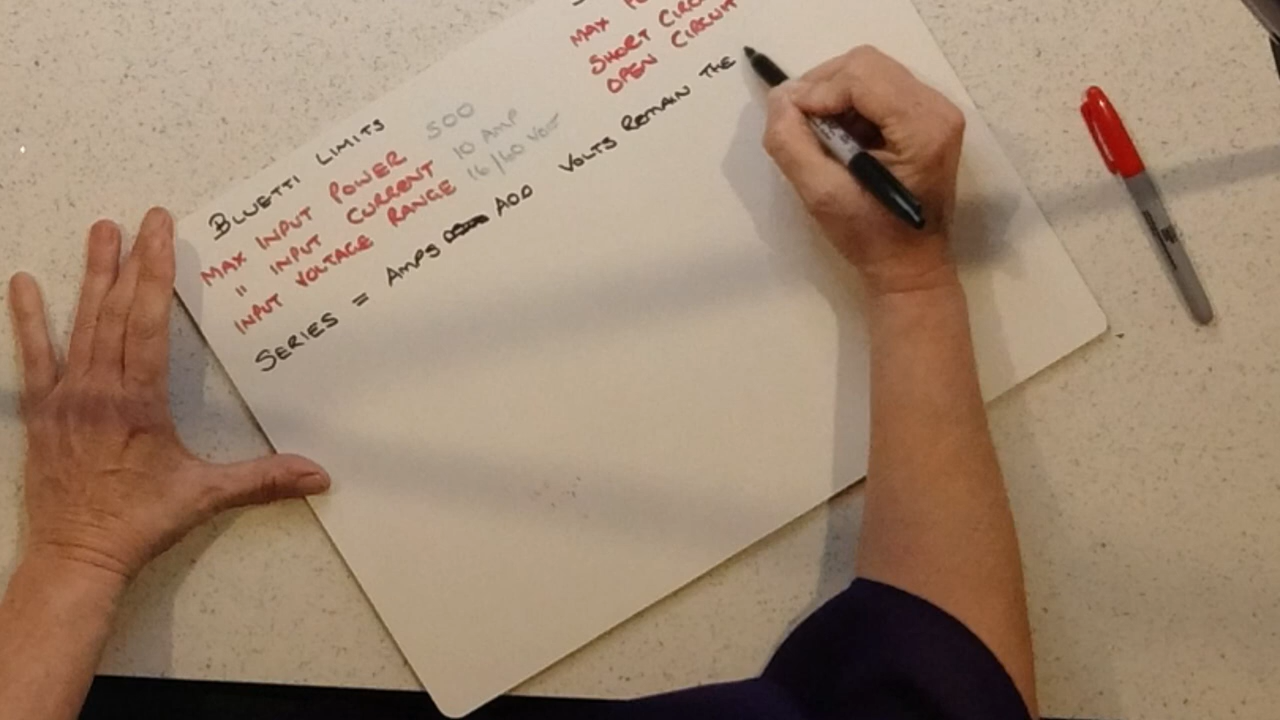 MAX
SHORT CIRC
OPEN CIRCUIT
BLUETTI LIMITS
MAX INPUT POWER 500
" INPUT CURRENT 10 AMP
INPUT VOLTAGE RANGE 16/60 VOLT
SERIES = AMPS ADD VOLTS REMAIN THE